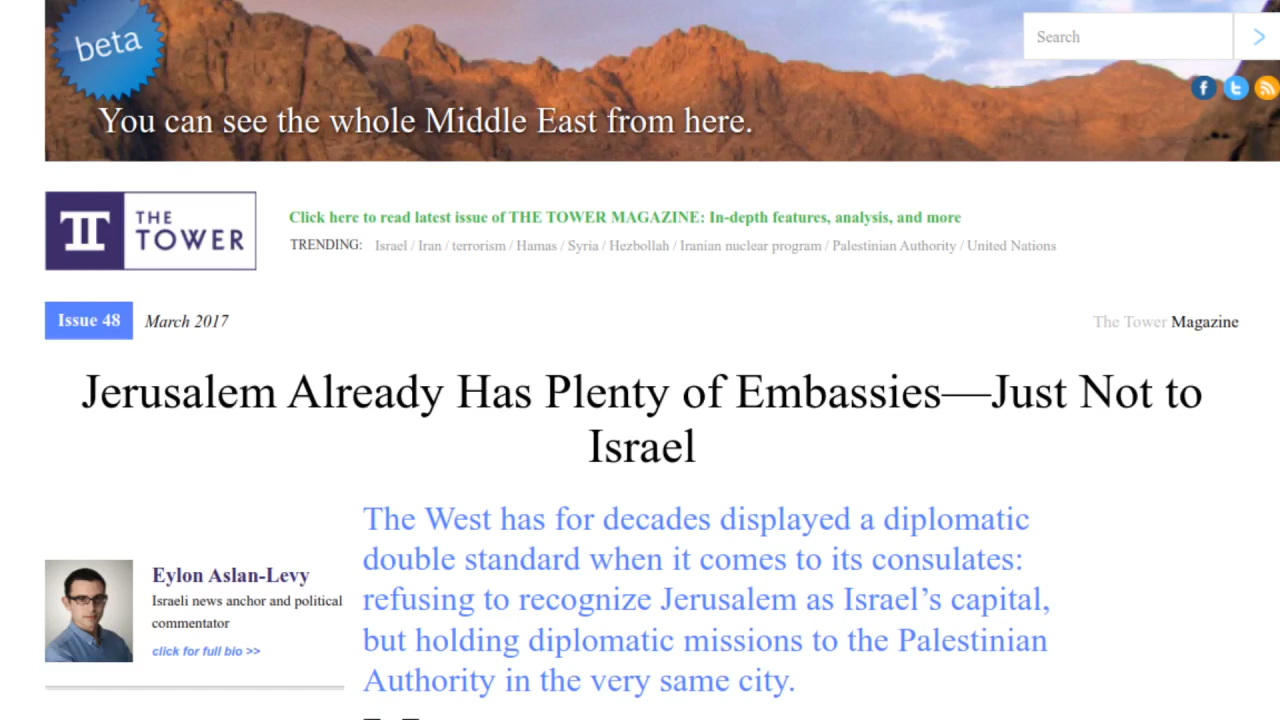 beta
Search
You can see the whole Middle East from here.
THE
TOWER
Click here to read latest issue of THE TOWER MAGAZINE: In-depth features, analysis, and more
TRENDING: Israel / Iran / terrorism / Hamas / Syria / Hezbollah / Iranian nuclear program / Palestinian Authority / United Nations
Issue 48 March 2017
The Tower Magazine
Jerusalem Already Has Plenty of Embassies—Just Not to
Israel
Eylon Aslan-Levy
Israeli news anchor and political
commentator
click for full bio >>
The West has for decades displayed a diplomatic
double standard when it comes to its consulates:
refusing to recognize Jerusalem as Israel’s capital,
but holding diplomatic missions to the Palestinian
Authority in the very same city.